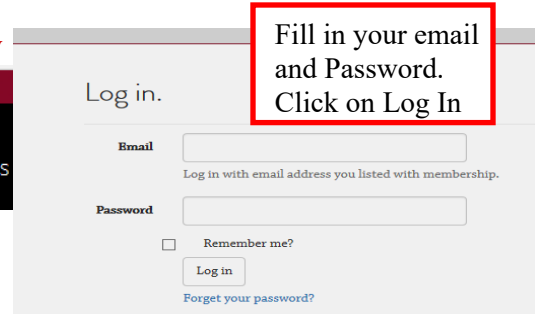 Fill in your email
and Password.
Click on Log In
Log in.
Email
Log in with email address you listed with membership.
Password
Remember me?
Log in
Forget your password?
S